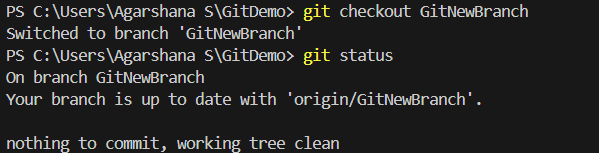 PS C:\Users\Agarshana S\GitDemo> git checkout GitNewBranch
Switched to branch 'GitNewBranch'
PS C:\Users\Agarshana S\GitDemo> git status
On branch GitNewBranch
Your branch is up to date with 'origin/GitNewBranch'.
nothing to commit, working tree clean